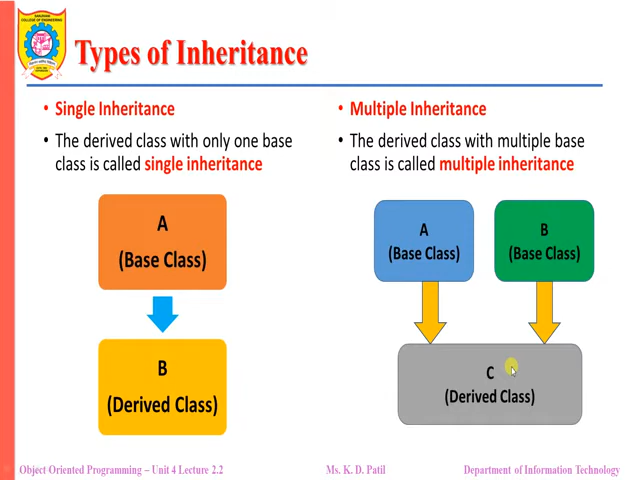 Types of Inheritance
• Single Inheritance
• The derived class with only one base
class is called single inheritance
A
(Base Class)
B
(Derived Class)
• Multiple Inheritance
• The derived class with multiple base
class is called multiple inheritance
A
(Base Class)
B
(Base Class)
C
(Derived Class)
Object Oriented Programming – Unit 4 Lecture 2.2
Ms. K. D. Patil
Department of Information Technology